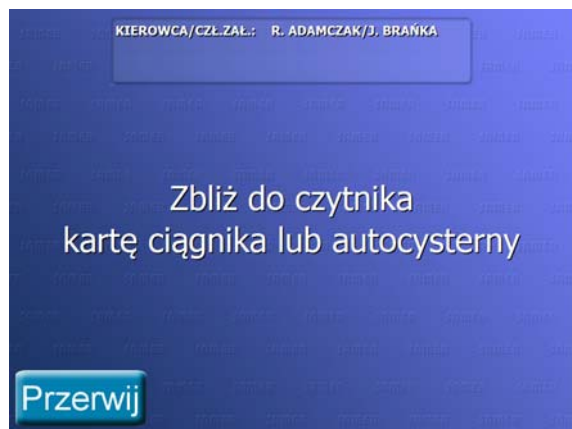 KIEROWCA/CZŁ.ZAŁ.: R. ADAMCZAK/J. BRAŃKA
Zbliż do czytnika
kartę ciągnika lub autocysterny
Przerwij